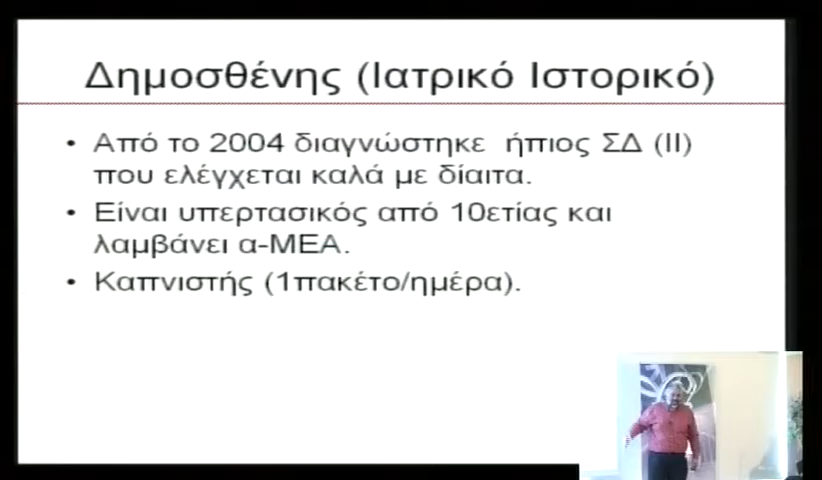 Δημοσθένης (Ιατρικό Ιστορικό)
• Από το 2004 διαγνώστηκε ήπιος ΣΔ (II)
που ελέγχεται καλά με δίαιτα.
• Είναι υπερτασικός από 10ετίας και
λαμβάνει α-ΜΕΑ.
• Καπνιστής (1πακέτο/ημέρα).